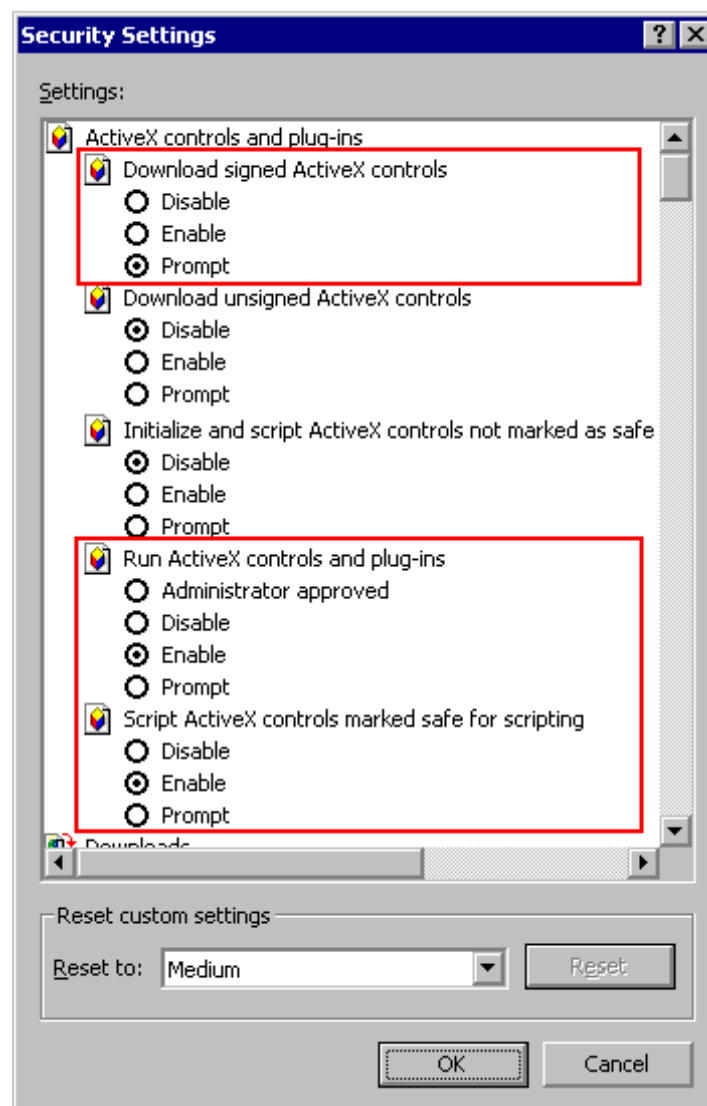 Security Settings
Settings:
ActiveX controls and plug-ins
Download signed ActiveX controls
Disable
Enable
Prompt
Download unsigned ActiveX controls
Disable
Enable
Prompt
Initialize and script ActiveX controls not marked as safe
Disable
Enable
Prompt
Run ActiveX controls and plug-ins
Administrator approved
Disable
Enable
Prompt
Script ActiveX controls marked safe for scripting
Disable
Enable
Prompt
Downloads
Reset custom settings
Reset to: Medium Reset
OK Cancel